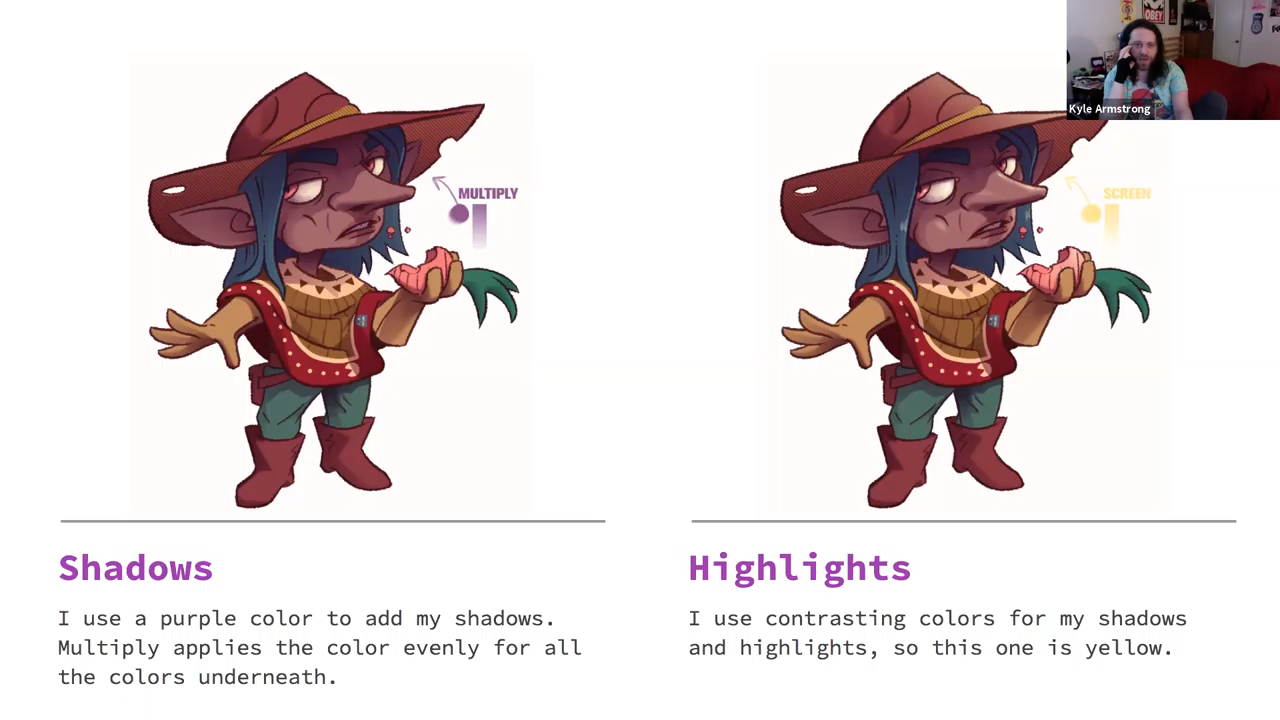 OBEY
Kyle Armstrong
MULTIPLY
SCREEN
Shadows
I use a purple color to add my shadows.
Multiply applies the color evenly for all
the colors underneath.
Highlights
I use contrasting colors for my shadows
and highlights, so this one is yellow.